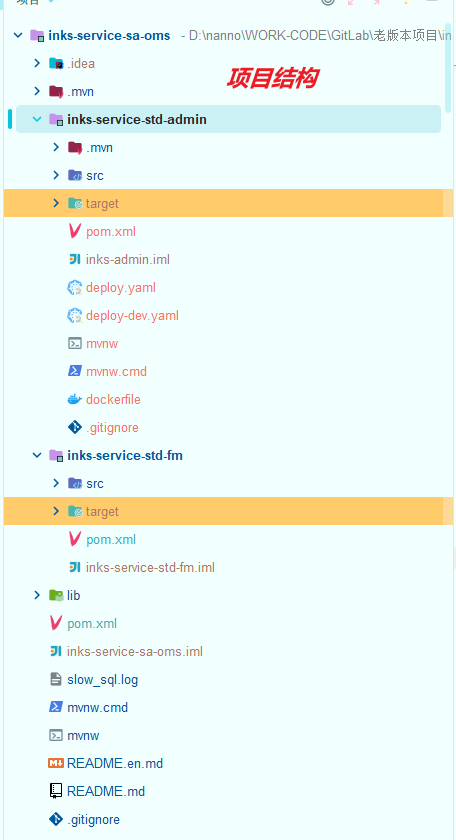 inks-service-sa-oms - D:\nanno\WORK-CODE\GitLab\老版本项目\in
.idea
项目结构
.mvn
inks-service-std-admin
.mvn
src
target
pom.xml
inks-admin.iml
deploy.yaml
deploy-dev.yaml
mvnw
mvnw.cmd
dockerfile
.gitignore
inks-service-std-fm
src
target
pom.xml
inks-service-std-fm.iml
lib
pom.xml
inks-service-sa-oms.iml
slow_sql.log
mvnw.cmd
mvnw
README.en.md
README.md
.gitignore